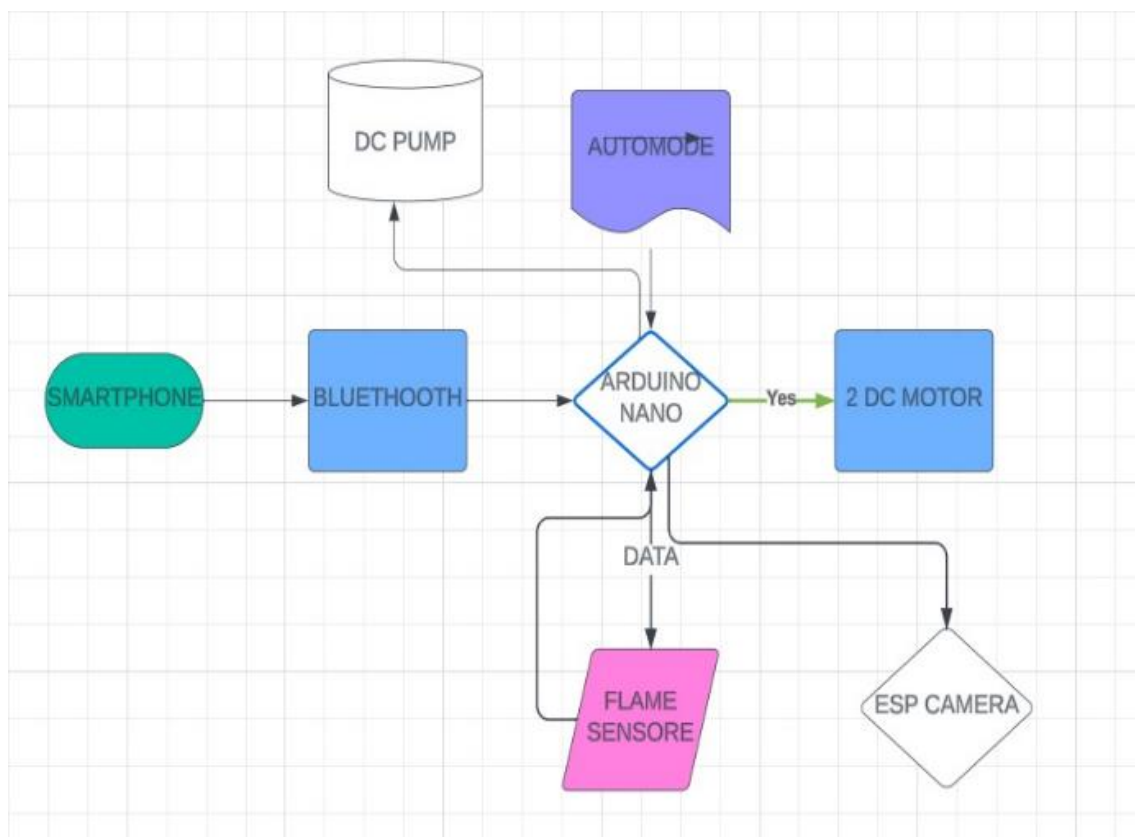 DC PUMP
AUTOMODE
SMARTPHONE
BLUETHOOTH
ARDUINO
NANO
Yes
2 DC MOTOR
DATA
FLAME
SENSORE
ESP CAMERA